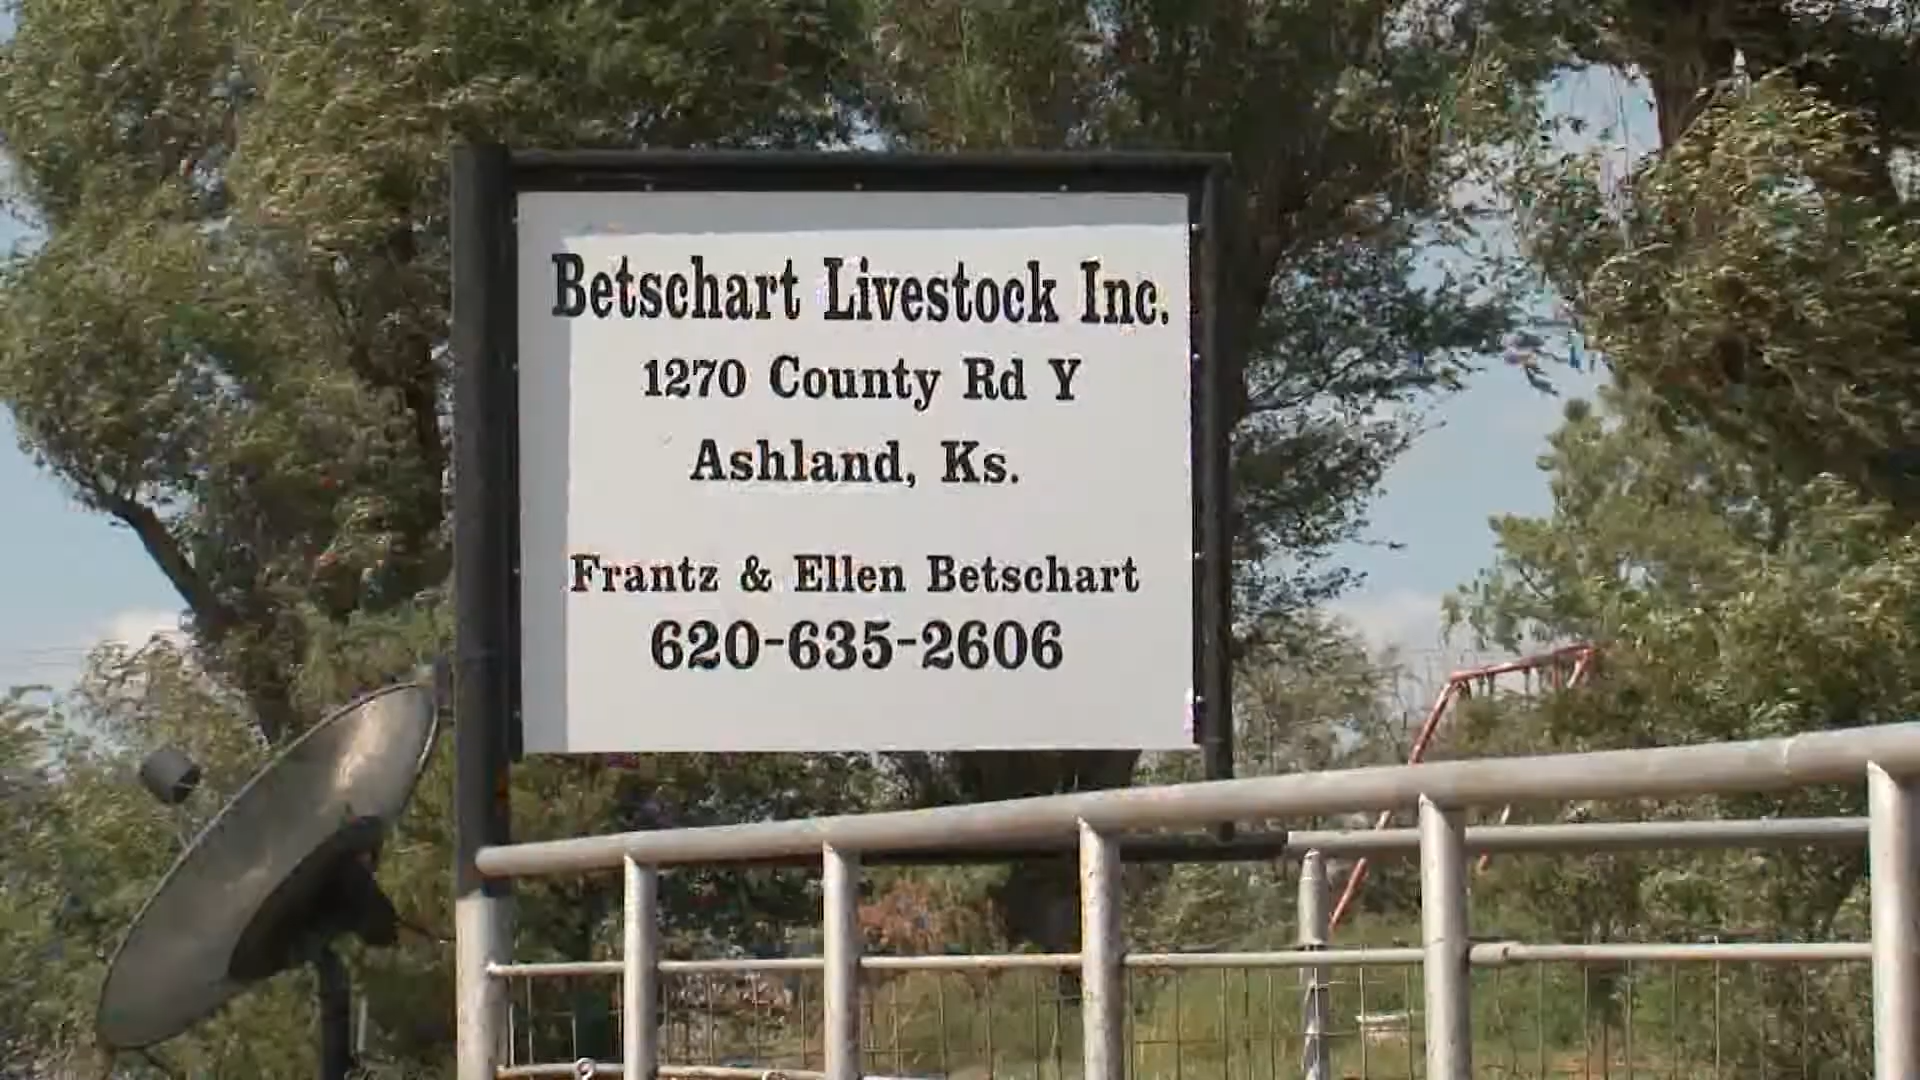 Betschart Livestock Inc.
1270 County Rd Y
Ashland, Ks.
Frantz & Ellen Betschart
620-635-2606